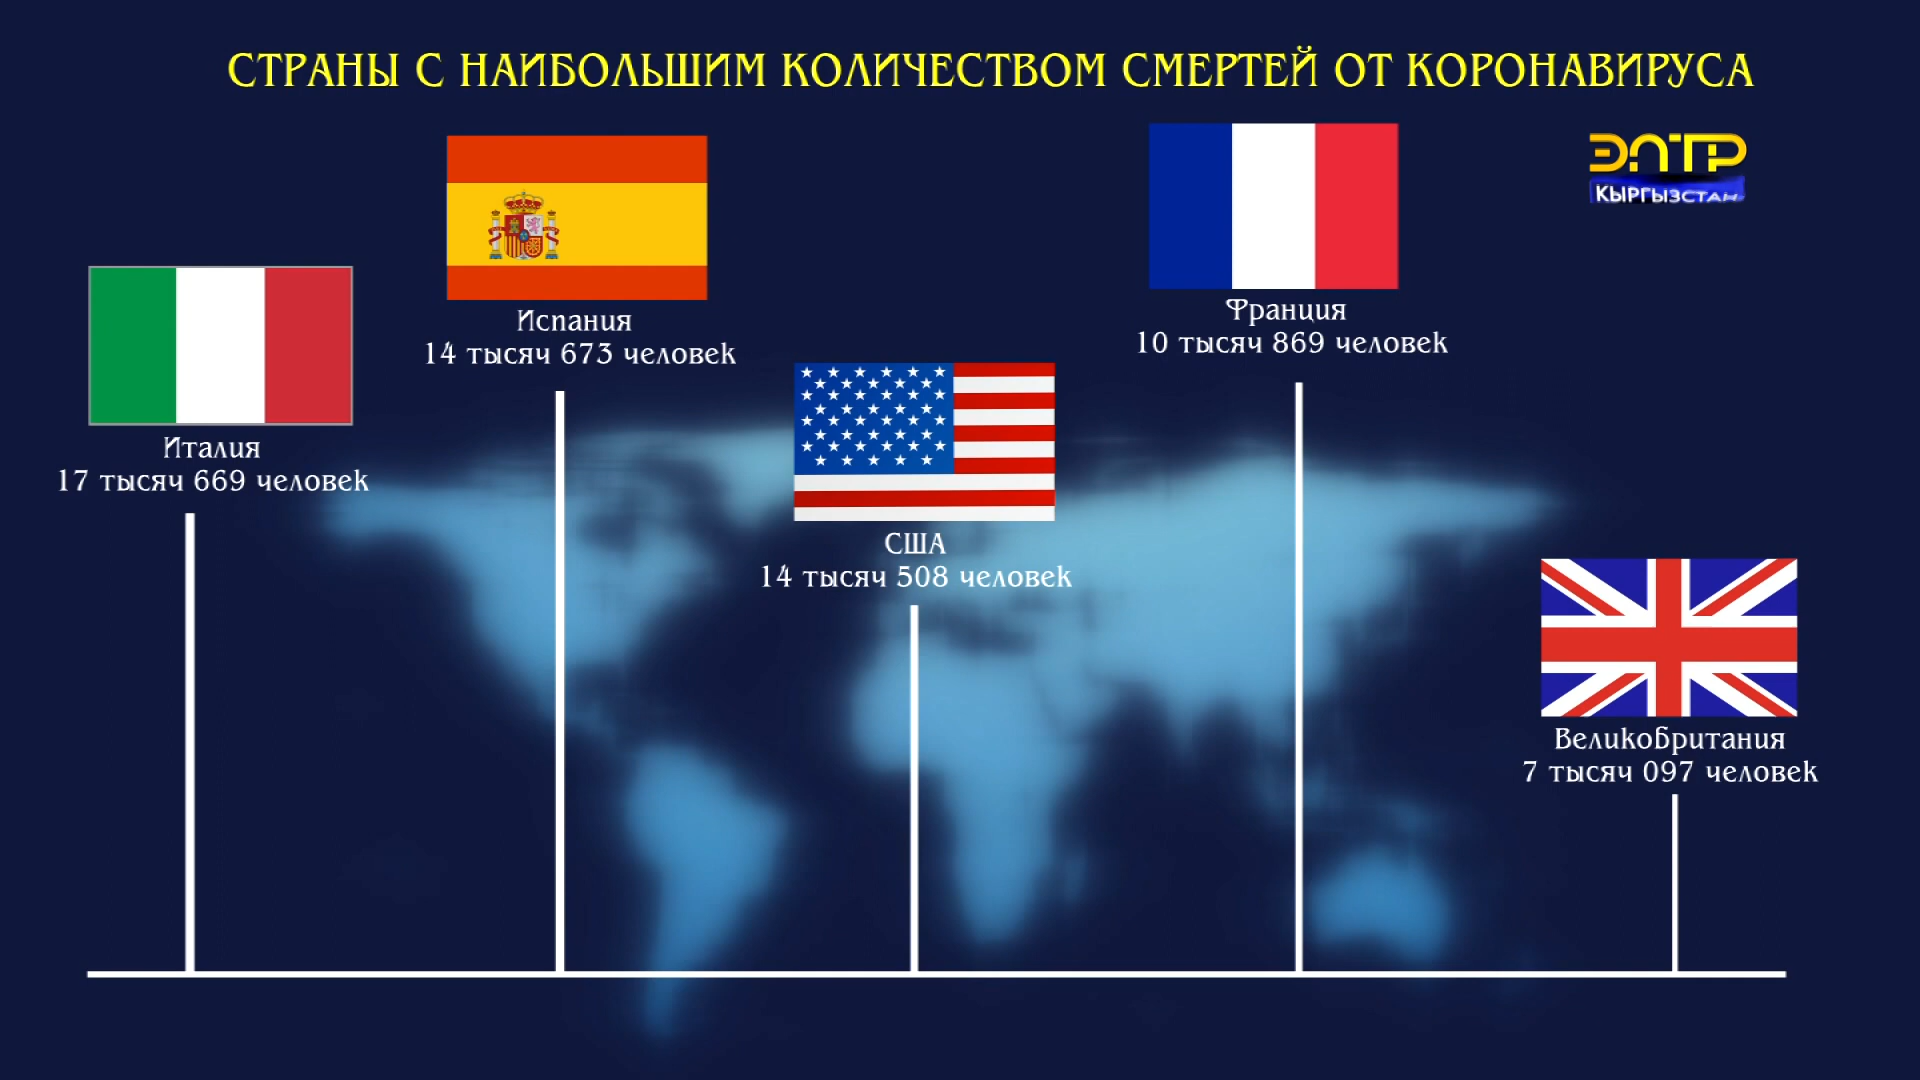 СТРАНЫ С НАИБОЛЬШИМ КОЛИЧЕСТВОМ СМЕРТЕЙ ОТ КОРОНАВИРУСА
ЭЛТР
КЫРГЫЗСТАН
Италия
17 тысяч 669 человек
Испания
14 тысяч 673 человек
США
14 тысяч 508 человек
Франция
10 тысяч 869 человек
Великобритания
7 тысяч 097 человек